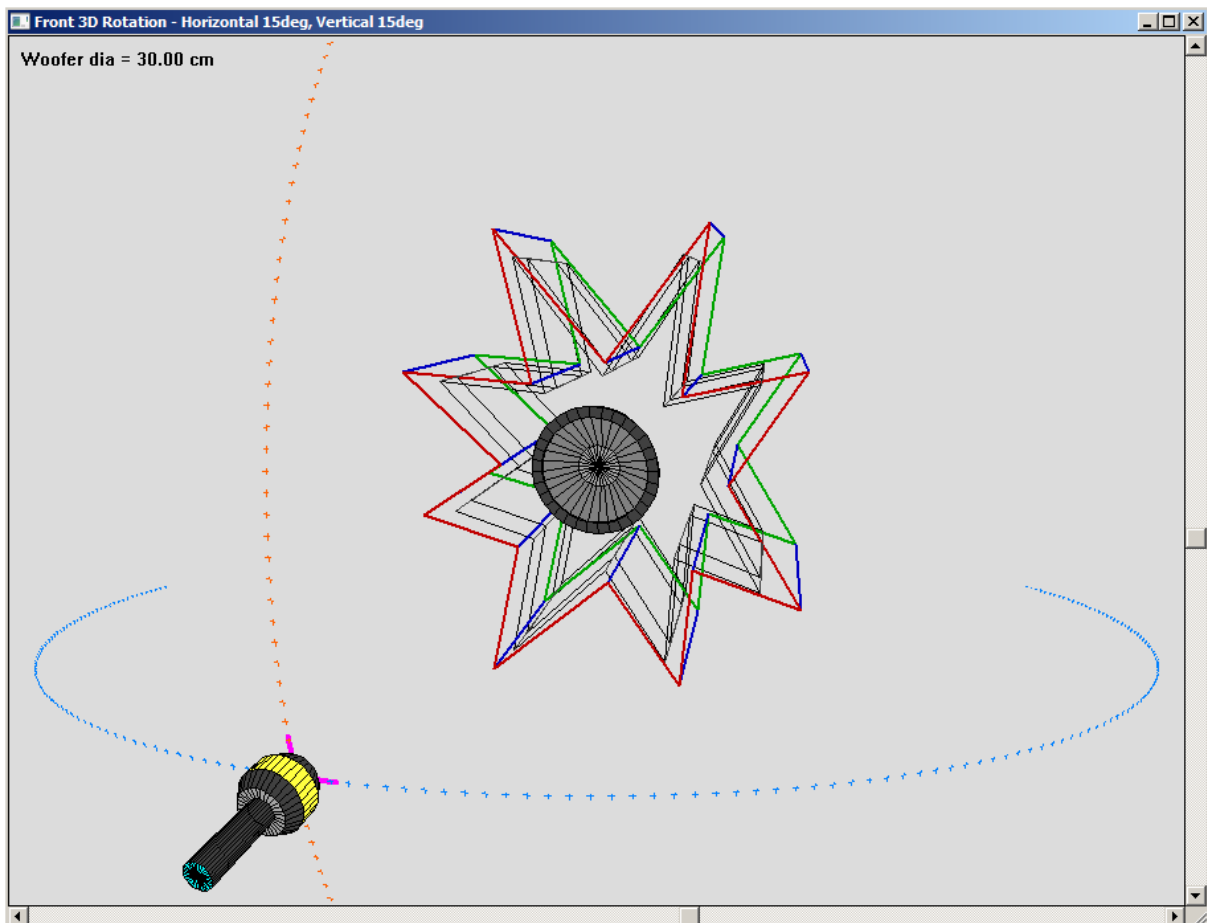 Front 3D Rotation - Horizontal 15deg, Vertical 15deg
Woofer dia = 30.00 cm